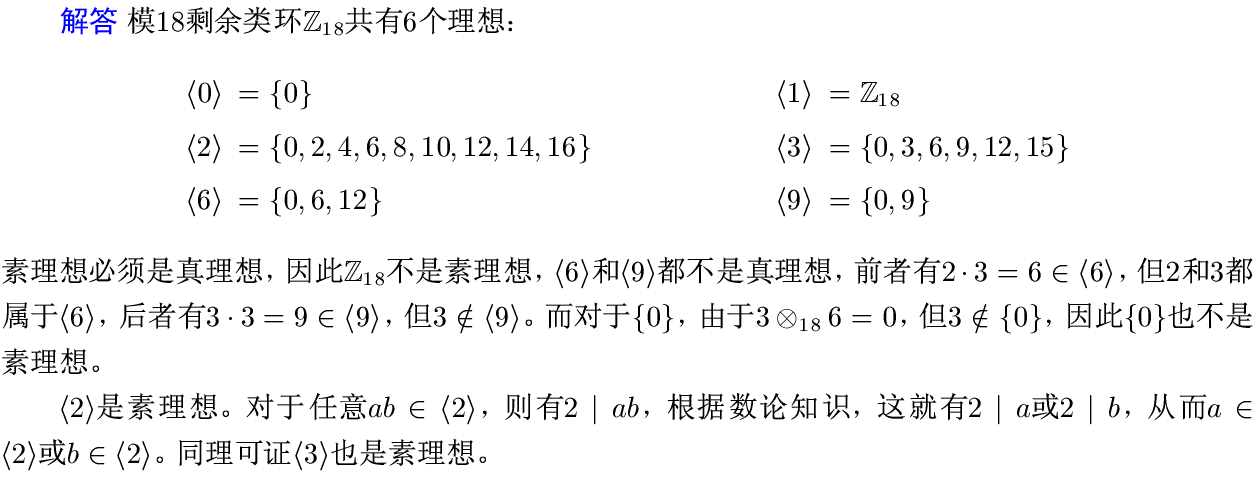 解答 模18剩余类环ℤ₁₈共有6个理想：
⟨0⟩ = {0} ⟨1⟩ = ℤ₁₈
⟨2⟩ = {0, 2, 4, 6, 8, 10, 12, 14, 16} ⟨3⟩ = {0, 3, 6, 9, 12, 15}
⟨6⟩ = {0, 6, 12} ⟨9⟩ = {0, 9}
素理想必须是真理想，因此ℤ₁₈不是素理想，⟨6⟩和⟨9⟩都不是真理想，前者有2 · 3 = 6 ∈ ⟨6⟩，但2和3都
属于⟨6⟩，后者有3 · 3 = 9 ∈ ⟨9⟩，但3 ∉ ⟨9⟩。而对于{0}，由于3 ⊗₁₈ 6 = 0，但3 ∉ {0}，因此{0}也不是
素理想。
⟨2⟩是素理想。对于任意ab ∈ ⟨2⟩，则有2 | ab，根据数论知识，这就有2 | a或2 | b，从而a ∈
⟨2⟩或b ∈ ⟨2⟩。同理可证⟨3⟩也是素理想。